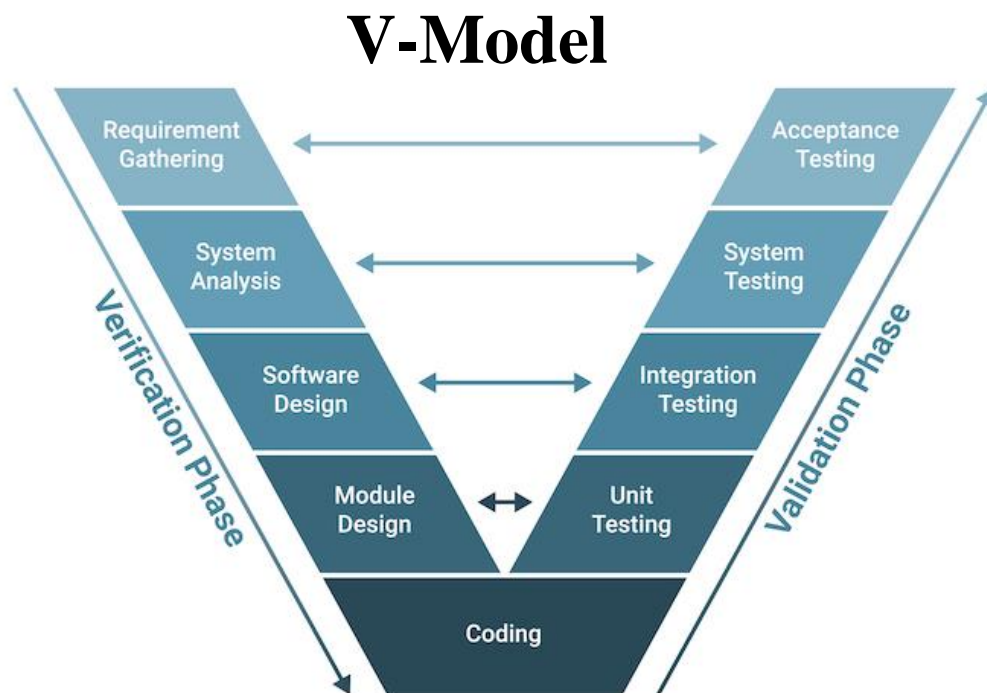 V-Model
Requirement
Gathering
Acceptance
Testing
System
Analysis
System
Testing
Verification Phase
Validation Phase
Software
Design
Integration
Testing
Module
Design
Unit
Testing
Coding